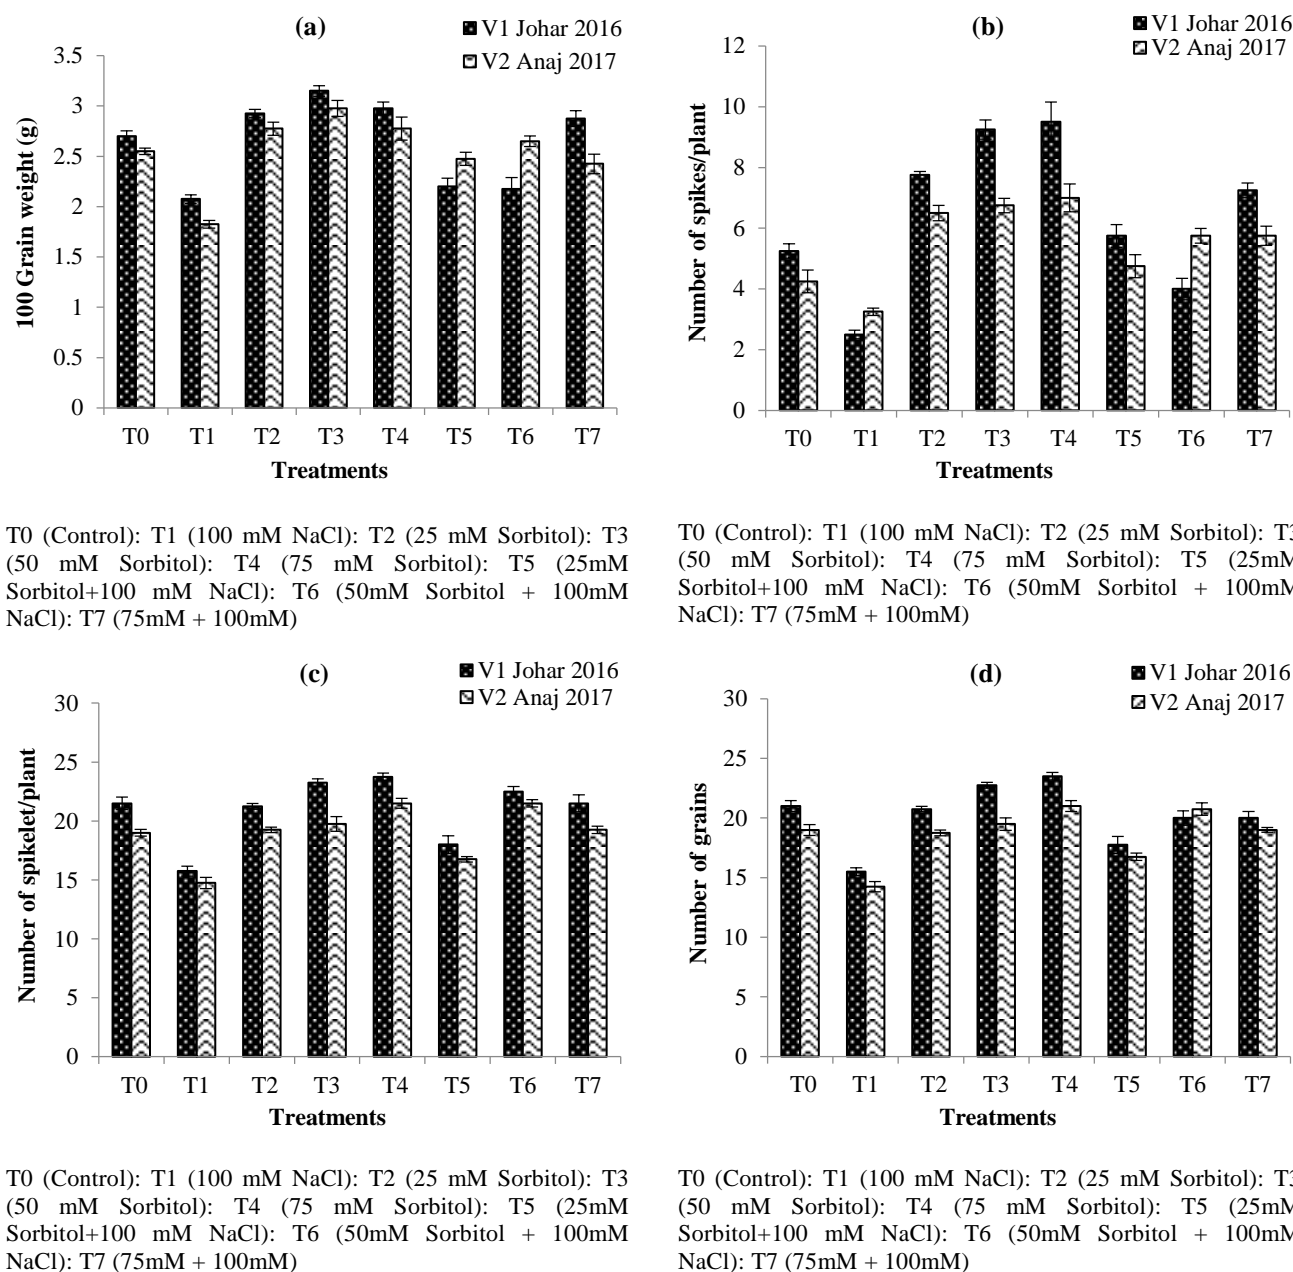 (a)
V1 Johar 2016
V2 Anaj 2017
3.5
3
2.5
2
1.5
1
0.5
0
100 Grain weight (g)
T0 T1 T2 T3 T4 T5 T6 T7
Treatments
T0 (Control): T1 (100 mM NaCl): T2 (25 mM Sorbitol): T3
(50 mM Sorbitol): T4 (75 mM Sorbitol): T5 (25mM
Sorbitol+100 mM NaCl): T6 (50mM Sorbitol + 100mM
NaCl): T7 (75mM + 100mM)
(b)
V1 Johar 2016
V2 Anaj 2017
12
10
8
6
4
2
0
Number of spikes/plant
T0 T1 T2 T3 T4 T5 T6 T7
Treatments
T0 (Control): T1 (100 mM NaCl): T2 (25 mM Sorbitol): T3
(50 mM Sorbitol): T4 (75 mM Sorbitol): T5 (25mM
Sorbitol+100 mM NaCl): T6 (50mM Sorbitol + 100mM
NaCl): T7 (75mM + 100mM)
(c)
V1 Johar 2016
V2 Anaj 2017
30
25
20
15
10
5
0
Number of spikelet/plant
T0 T1 T2 T3 T4 T5 T6 T7
Treatments
T0 (Control): T1 (100 mM NaCl): T2 (25 mM Sorbitol): T3
(50 mM Sorbitol): T4 (75 mM Sorbitol): T5 (25mM
Sorbitol+100 mM NaCl): T6 (50mM Sorbitol + 100mM
NaCl): T7 (75mM + 100mM)
(d)
V1 Johar 2016
V2 Anaj 2017
30
25
20
15
10
5
0
Number of grains
T0 T1 T2 T3 T4 T5 T6 T7
Treatments
T0 (Control): T1 (100 mM NaCl): T2 (25 mM Sorbitol): T3
(50 mM Sorbitol): T4 (75 mM Sorbitol): T5 (25mM
Sorbitol+100 mM NaCl): T6 (50mM Sorbitol + 100mM
NaCl): T7 (75mM + 100mM)